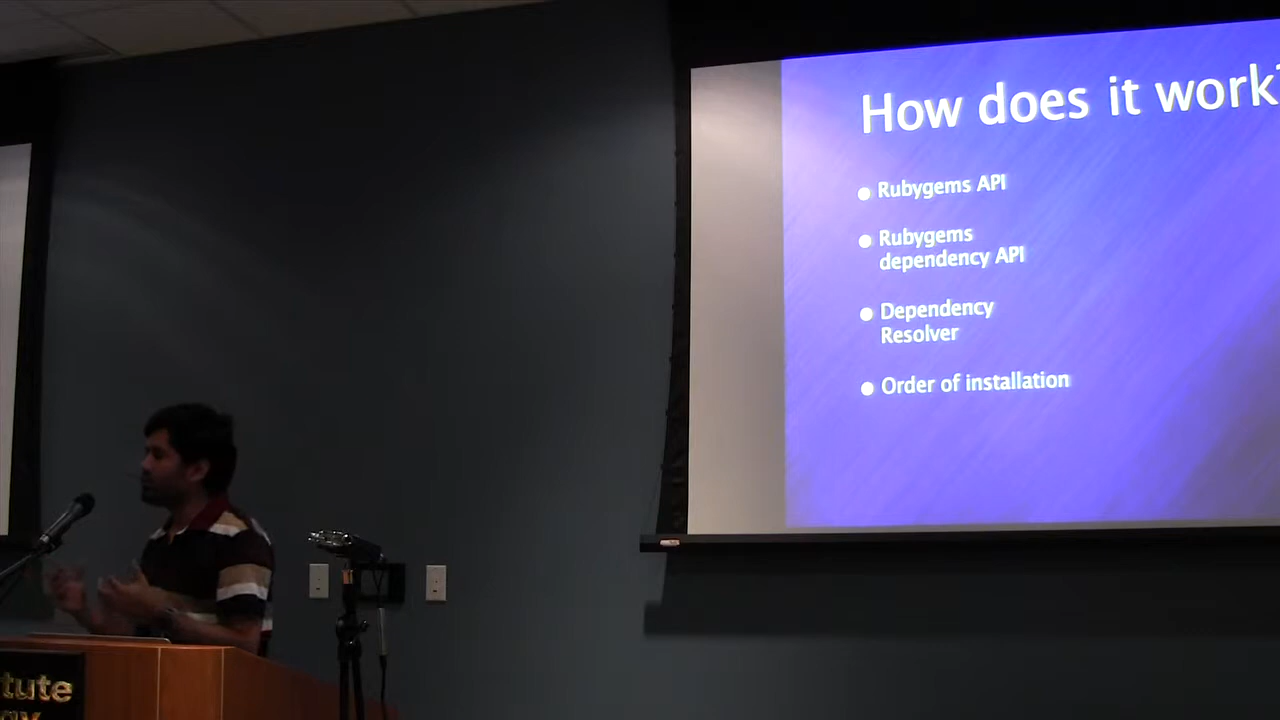 How does it work
Rubygems API
Rubygems
dependency API
Dependency
Resolver
Order of installation
tute